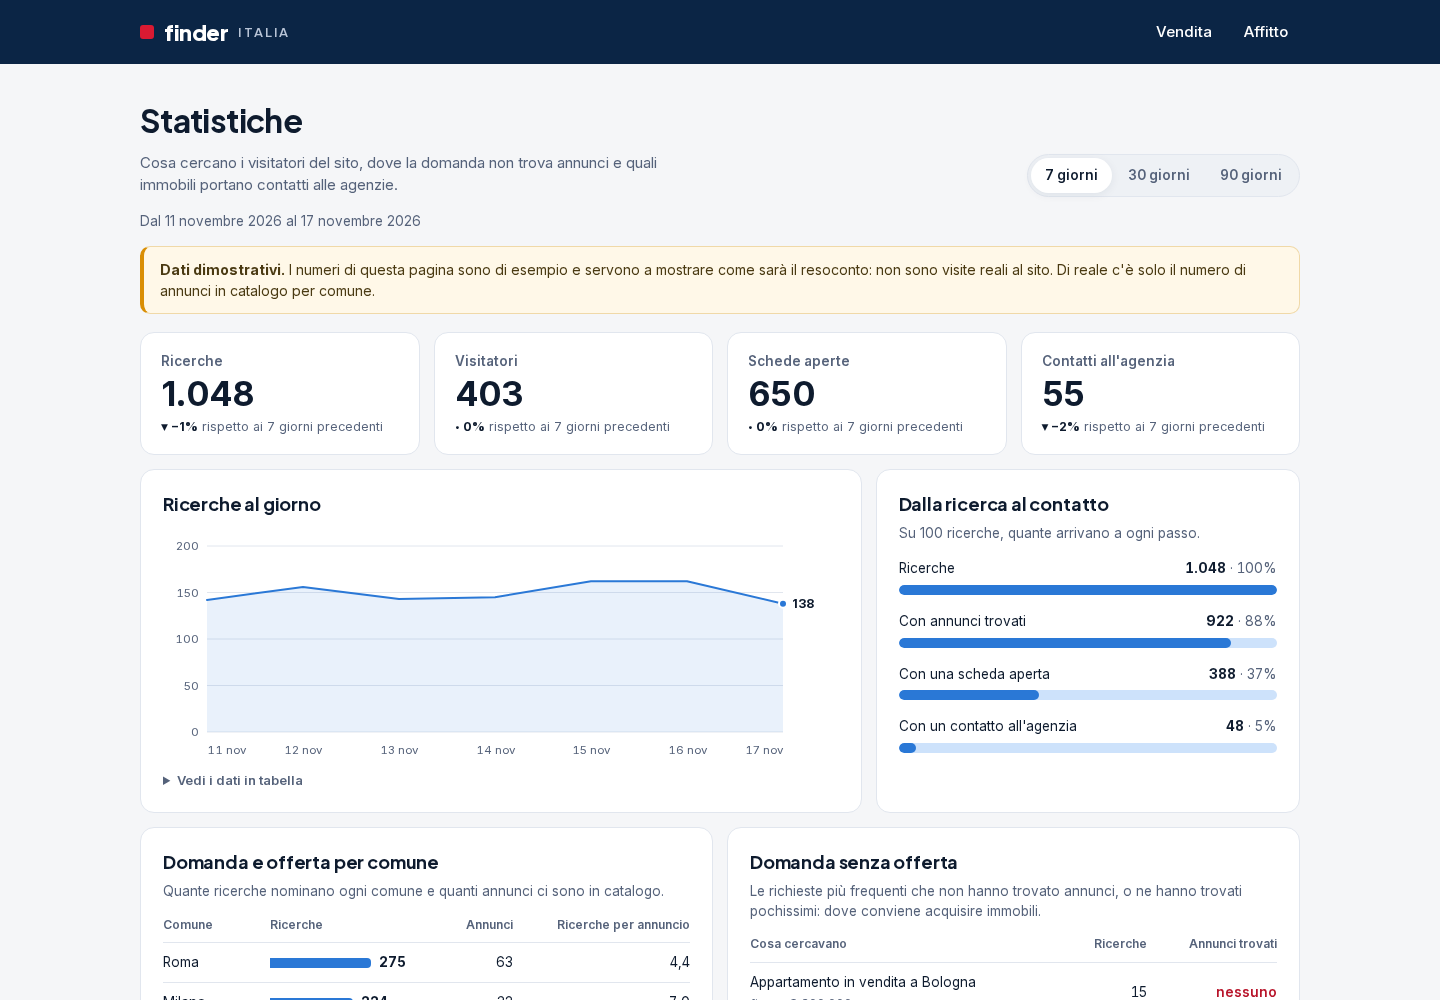 finder ITALIA
Vendita
Affitto
Statistiche
Cosa cercano i visitatori del sito, dove la domanda non trova annunci e quali
immobili portano contatti alle agenzie.
7 giorni
30 giorni
90 giorni
Dal 11 novembre 2026 al 17 novembre 2026
Dati dimostrativi. I numeri di questa pagina sono di esempio e servono a mostrare come sarà il resoconto: non sono visite reali al sito. Di reale c'è solo il numero di
annunci in catalogo per comune.
Ricerche
1.048
▾ −1% rispetto ai 7 giorni precedenti
Visitatori
403
• 0% rispetto ai 7 giorni precedenti
Schede aperte
650
• 0% rispetto ai 7 giorni precedenti
Contatti all'agenzia
55
▾ −2% rispetto ai 7 giorni precedenti
Ricerche al giorno
200
150
100
50
0
138
11 nov
12 nov
13 nov
14 nov
15 nov
16 nov
17 nov
▶ Vedi i dati in tabella
Dalla ricerca al contatto
Su 100 ricerche, quante arrivano a ogni passo.
Ricerche 1.048 · 100%
Con annunci trovati 922 · 88%
Con una scheda aperta 388 · 37%
Con un contatto all'agenzia 48 · 5%
Domanda e offerta per comune
Quante ricerche nominano ogni comune e quanti annunci ci sono in catalogo.
Comune Ricerche Annunci Ricerche per annuncio
Roma 275 63 4,4
Domanda senza offerta
Le richieste più frequenti che non hanno trovato annunci, o ne hanno trovati
pochissimi: dove conviene acquisire immobili.
Cosa cercavano Ricerche Annunci trovati
Appartamento in vendita a Bologna
15 nessuno